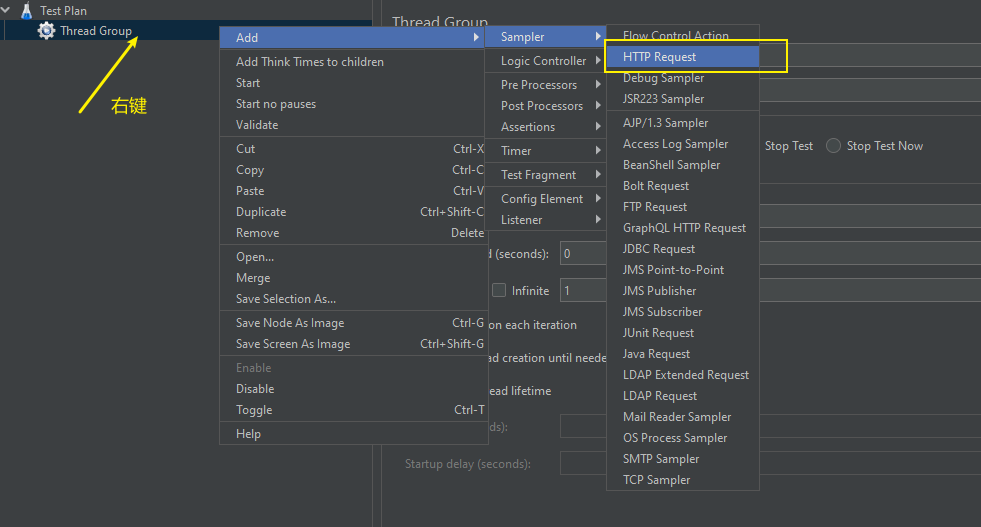 Test Plan
Thread Group
右键
Add
Add Think Times to children
Start
Start no pauses
Validate
Cut Ctrl-X
Copy Ctrl-C
Paste Ctrl-V
Duplicate Ctrl+Shift-C
Remove Delete
Open...
Merge
Save Selection As...
Save Node As Image Ctrl-G
Save Screen As Image Ctrl+Shift-G
Enable
Disable
Toggle Ctrl-T
Help
Thread Group
Sampler
Logic Controller
Pre Processors
Post Processors
Assertions
Timer
Test Fragment
Config Element
Listener
Flow Control Action
HTTP Request
Debug Sampler
JSR223 Sampler
AJP/1.3 Sampler
Access Log Sampler
BeanShell Sampler
Bolt Request
FTP Request
GraphQL HTTP Request
JDBC Request
JMS Point-to-Point
JMS Publisher
JMS Subscriber
JUnit Request
Java Request
LDAP Extended Request
LDAP Request
Mail Reader Sampler
OS Process Sampler
SMTP Sampler
TCP Sampler
Stop Test Stop Test Now
d (seconds): 0
Infinite 1
on each iteration
ad creation until neede
ead lifetime
ds):
Startup delay (seconds):